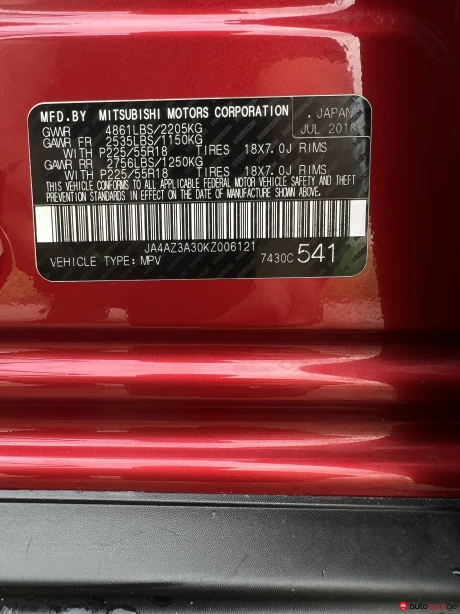 MFD.BY MITSUBISHI MOTORS CORPORATION , JAPAN
GVWR 4861LBS/2205KG JUL 2018
GAWR FR 2535LBS/1150KG
WITH P225/55R18 TIRES 18X7.0J RIMS
GAWR RR 2756LBS/1250KG
WITH P225/55R18 TIRES 18X7.0J RIMS
THIS VEHICLE CONFORMS TO ALL APPLICABLE FEDERAL MOTOR VEHICLE SAFETY AND THEFT
PREVENTION STANDARDS IN EFFECT ON THE DATE OF MANUFACTURE SHOWN ABOVE.
JA4AZ3A30KZ006121
VEHICLE TYPE: MPV 7430C 541